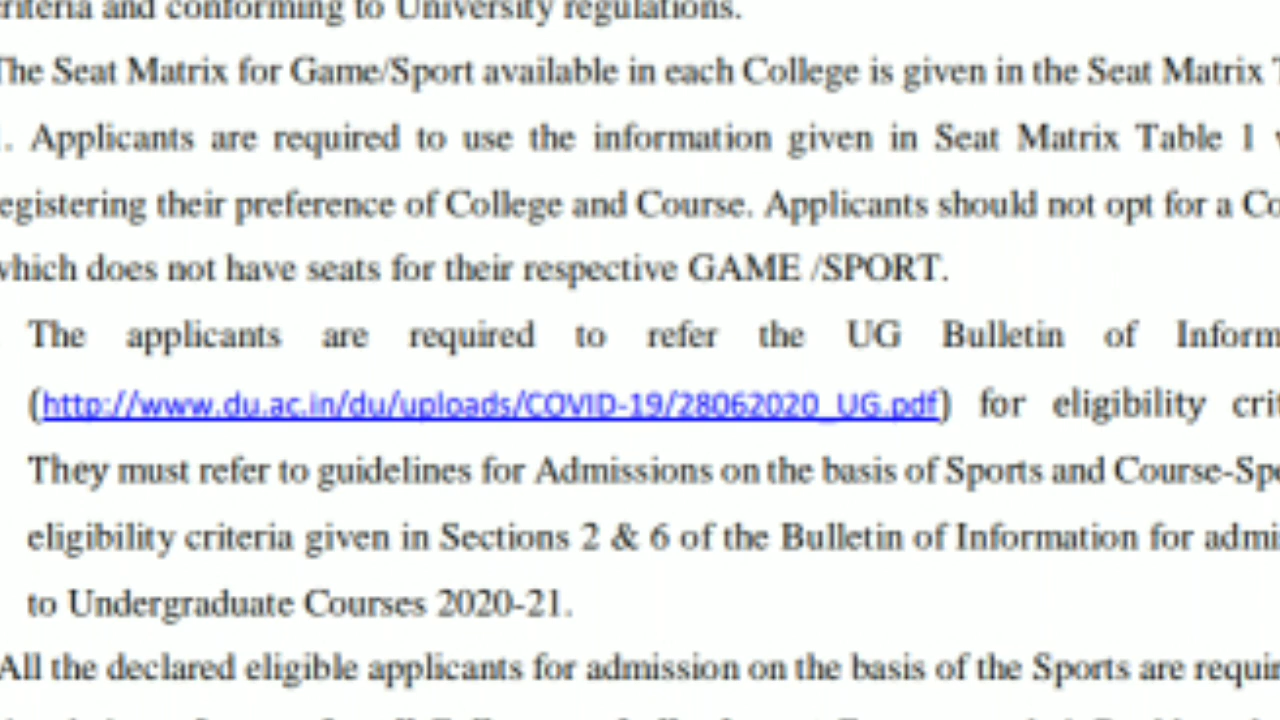 criteria and conforming to University regulations.
The Seat Matrix for Game/Sport available in each College is given in the Seat Matrix
1. Applicants are required to use the information given in Seat Matrix Table 1
registering their preference of College and Course. Applicants should not opt for a Co
which does not have seats for their respective GAME /SPORT.
The applicants are required to refer the UG Bulletin of Inform
(http://www.du.ac.in/du/uploads/COVID-19/28062020_UG.pdf) for eligibility crit
They must refer to guidelines for Admissions on the basis of Sports and Course-Spe
eligibility criteria given in Sections 2 & 6 of the Bulletin of Information for admi
to Undergraduate Courses 2020-21.
All the declared eligible applicants for admission on the basis of the Sports are requir